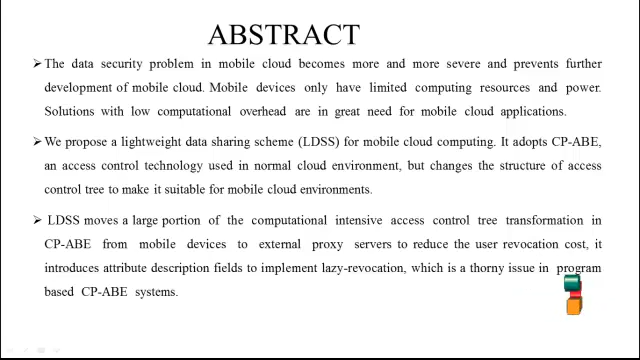 ABSTRACT
The data security problem in mobile cloud becomes more and more severe and prevents further
development of mobile cloud. Mobile devices only have limited computing resources and power.
Solutions with low computational overhead are in great need for mobile cloud applications.
We propose a lightweight data sharing scheme (LDSS) for mobile cloud computing. It adopts CP-ABE,
an access control technology used in normal cloud environment, but changes the structure of access
control tree to make it suitable for mobile cloud environments.
LDSS moves a large portion of the computational intensive access control tree transformation in
CP-ABE from mobile devices to external proxy servers to reduce the user revocation cost, it
introduces attribute description fields to implement lazy-revocation, which is a thorny issue in program
based CP-ABE systems.